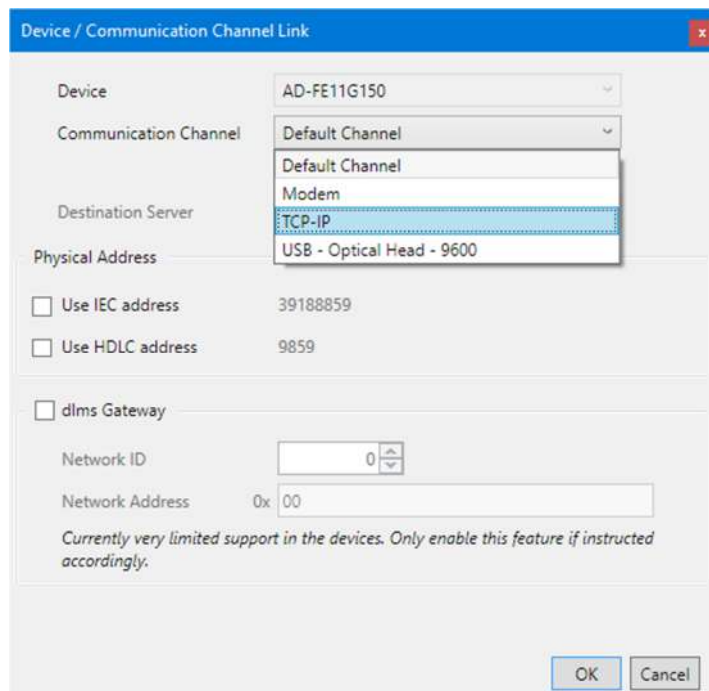 Device / Communication Channel Link
x
Device AD-FE11G150
Communication Channel Default Channel
Default Channel
Modem
Destination Server TCP-IP
USB - Optical Head - 9600
Physical Address
Use IEC address 39188859
Use HDLC address 9859
dlms Gateway
Network ID 0
Network Address 0x 00
Currently very limited support in the devices. Only enable this feature if instructed
accordingly.
OK Cancel